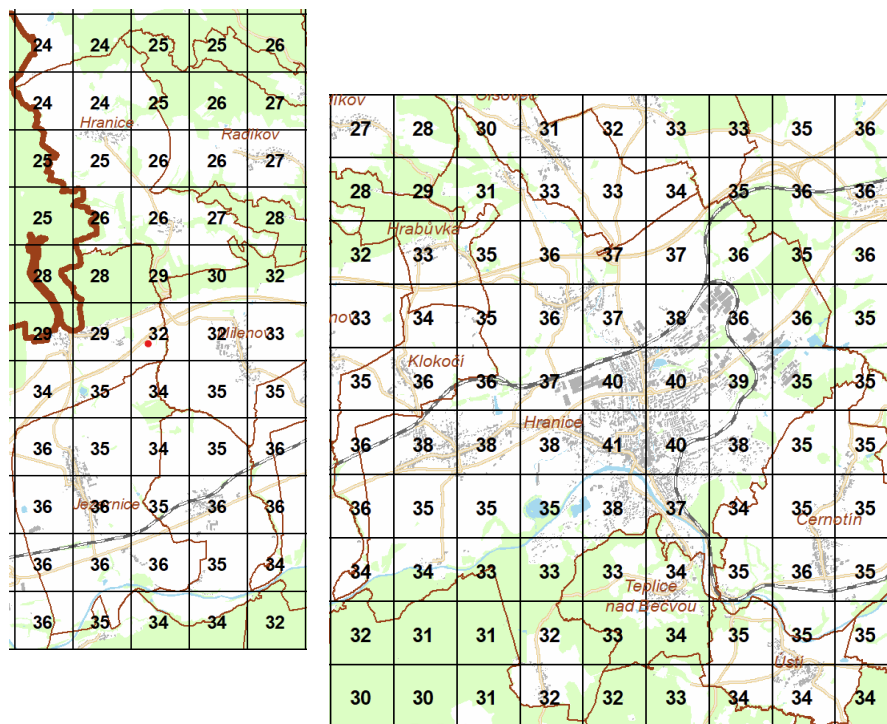 24 24 25 25 26
24 24 25 26 27
Hranice Radíkov
25 25 26 26 27
25 26 26 27 28
28 28 29 30 32
29 29 32 32 Milenov 33
34 35 34 35 35
36 35 34 35 36
36 36 35 36 36
Jezernice
36 36 36 35 34
36 35 34 34 32
íkov Olšovec
27 28 30 31 32 33 33 35 36
28 29 31 33 33 34 35 36 36
Hrabůvka
32 33 35 36 37 37 36 35 36
33 34 35 36 37 38 36 36 35
nov
Klokočí
35 36 36 37 40 40 39 35 35
Hranice
36 38 38 38 41 40 38 35 35
36 35 35 35 38 37 34 35 35
Černotín
34 34 33 33 33 34 35 36 35
Teplice
nad Bečvou
32 31 31 32 33 34 35 35 35
Ústí
30 30 31 32 32 33 34 34 34